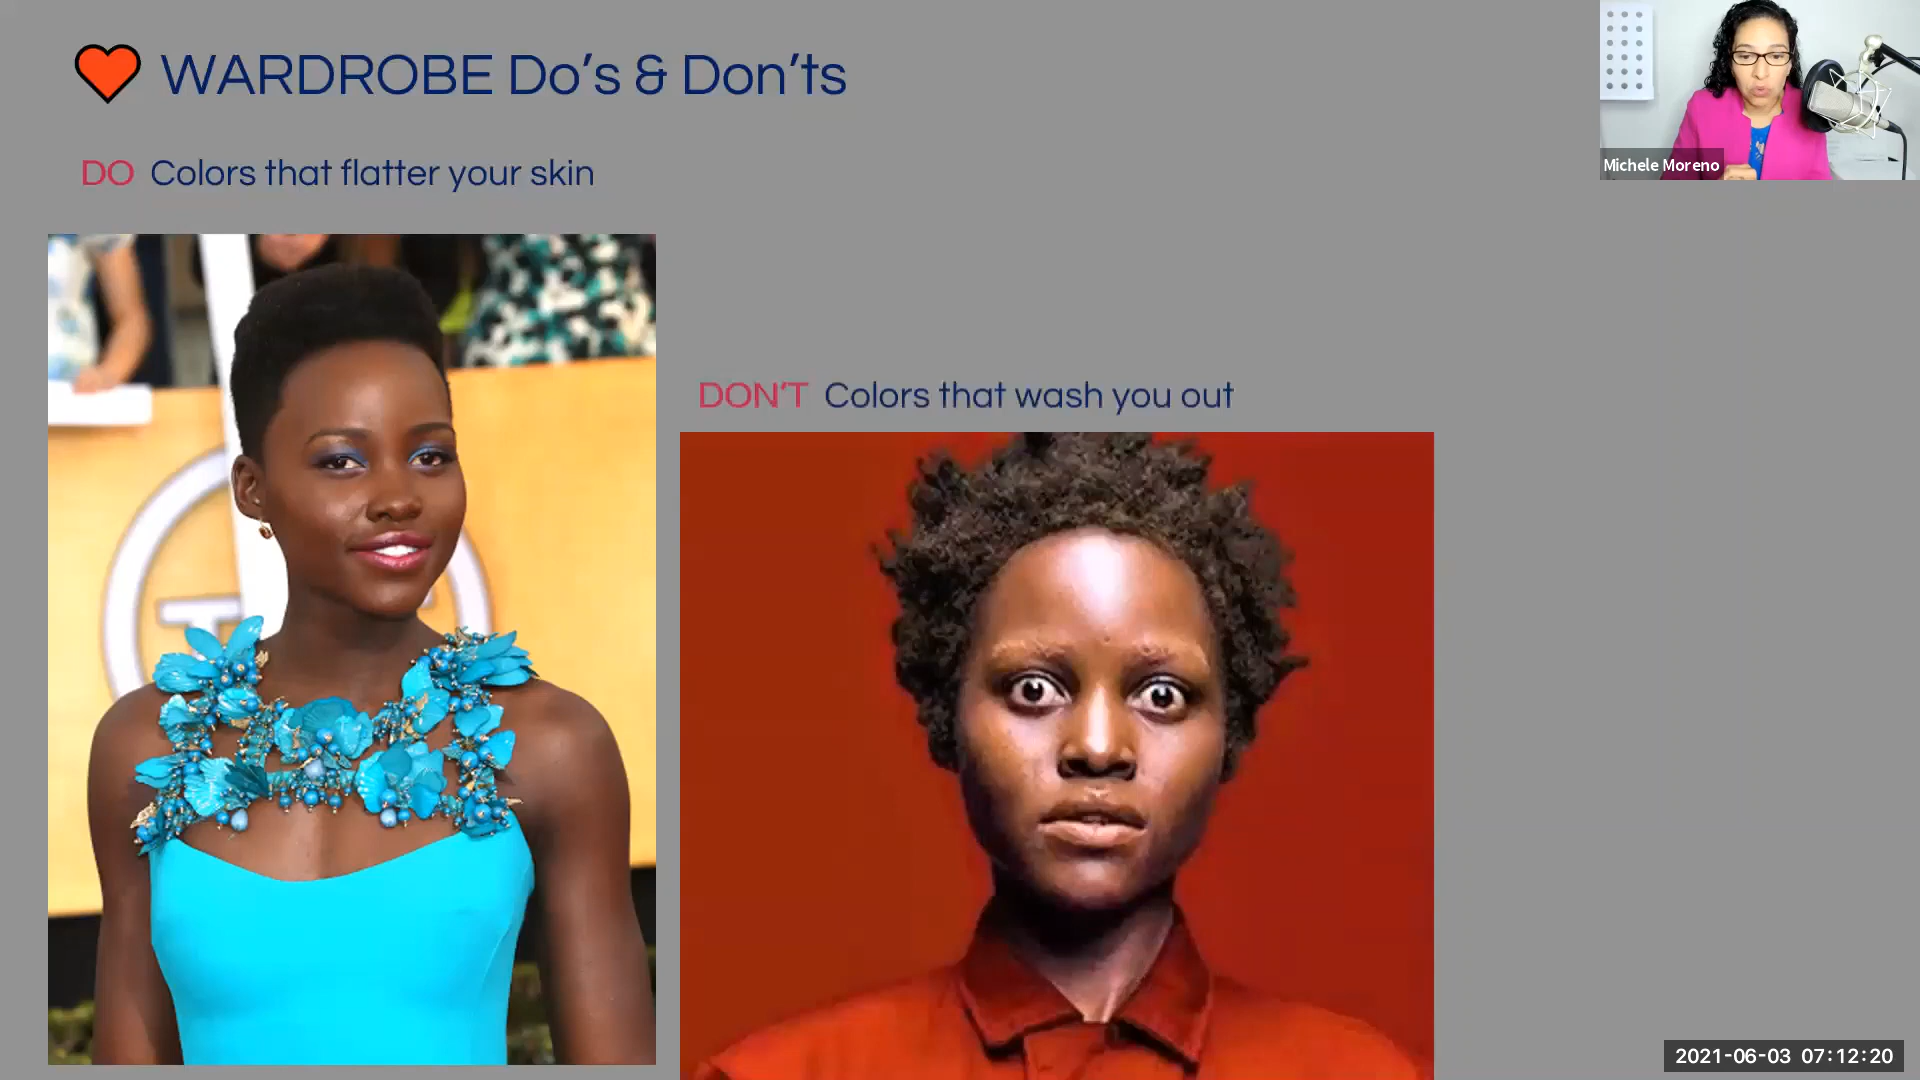 WARDROBE Do's & Don'ts
Michele Moreno
DO Colors that flatter your skin
DON'T Colors that wash you out
2021-06-03 07:12:20